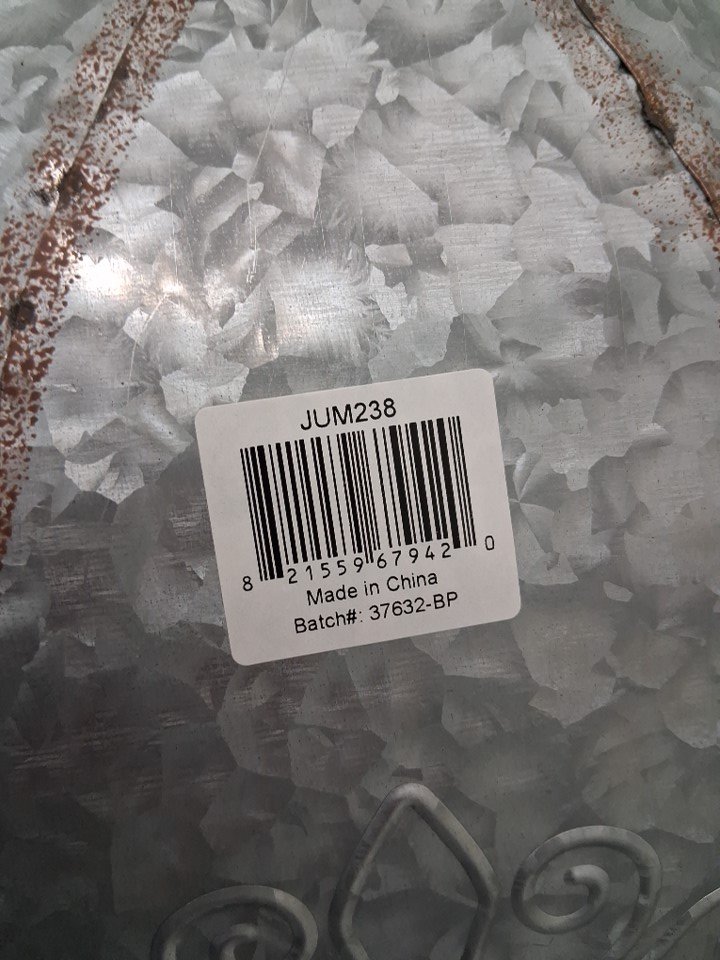 JUM238
8 21559 67942 0
Made in China
Batch#: 37632-BP